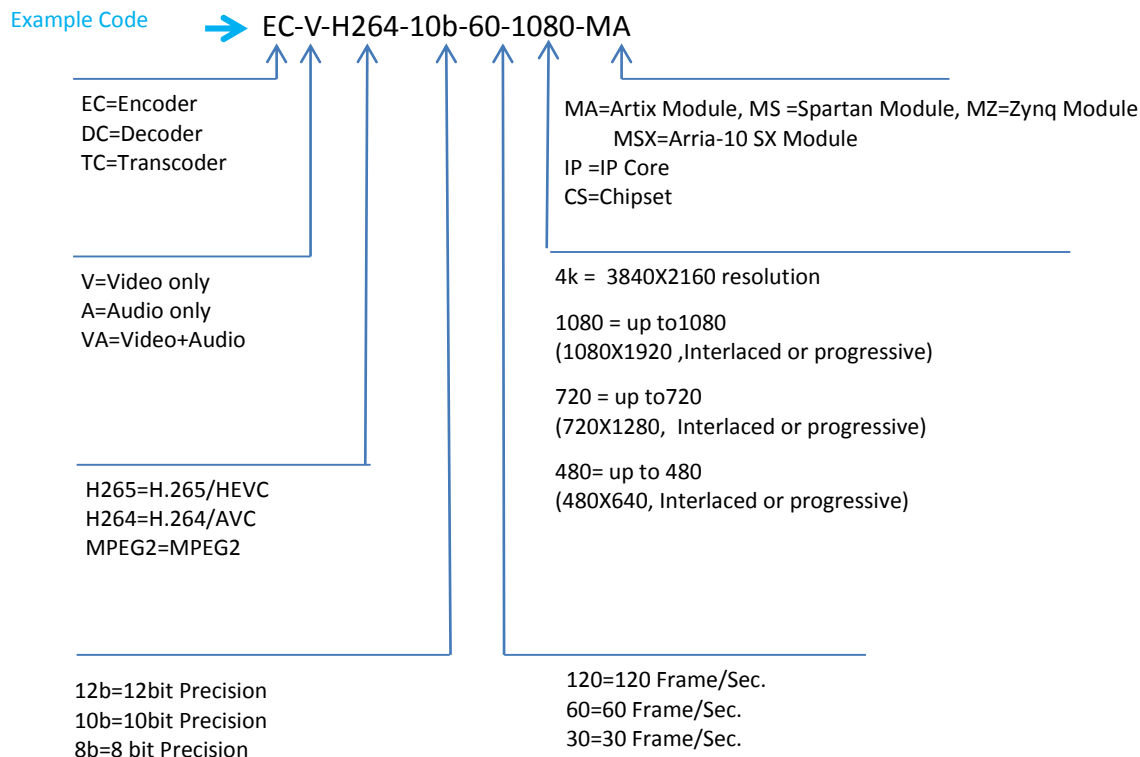 Example Code
EC-V-H264-10b-60-1080-MA
EC=Encoder
DC=Decoder
TC=Transcoder
V=Video only
A=Audio only
VA=Video+Audio
H265=H.265/HEVC
H264=H.264/AVC
MPEG2=MPEG2
12b=12bit Precision
10b=10bit Precision
8b=8 bit Precision
MA=Artix Module, MS =Spartan Module, MZ=Zynq Module
MSX=Arria-10 SX Module
IP =IP Core
CS=Chipset
4k = 3840X2160 resolution
1080 = up to1080
(1080X1920 ,Interlaced or progressive)
720 = up to720
(720X1280, Interlaced or progressive)
480= up to 480
(480X640, Interlaced or progressive)
120=120 Frame/Sec.
60=60 Frame/Sec.
30=30 Frame/Sec.